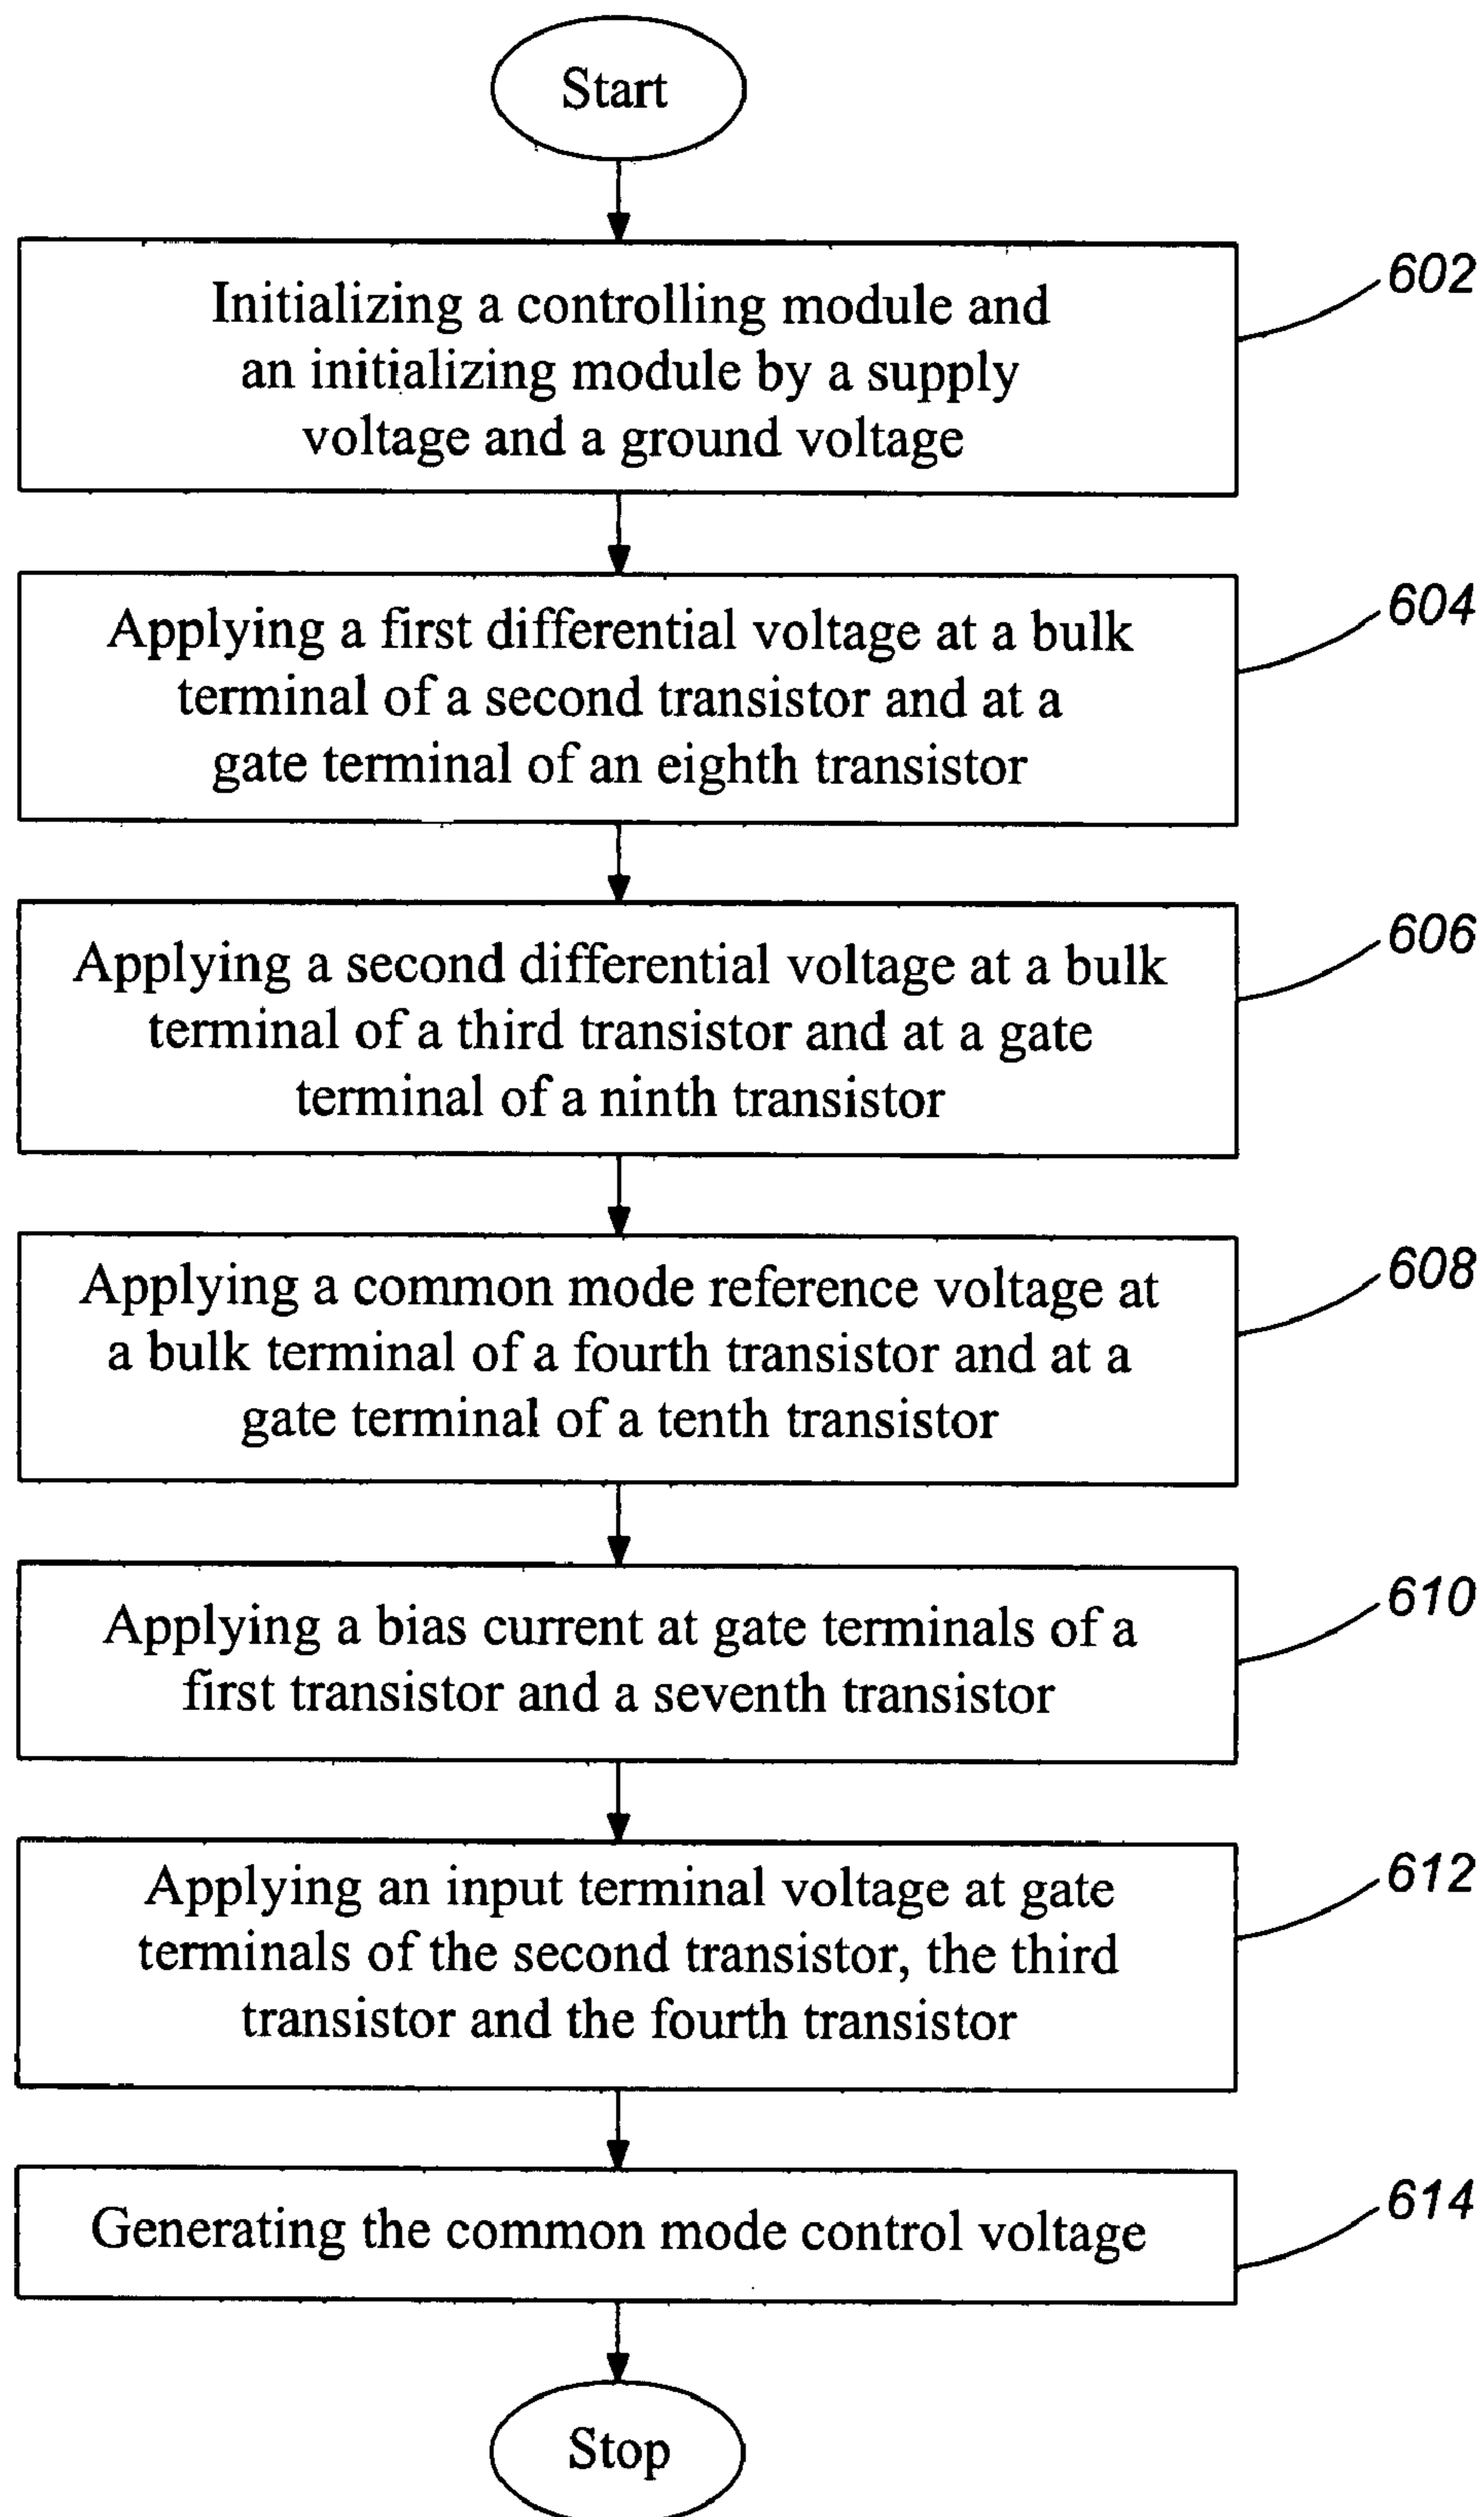 Start
602
Initializing a controlling module and
an initializing module by a supply
voltage and a ground voltage
604
Applying a first differential voltage at a bulk
terminal of a second transistor and at a
gate terminal of an eighth transistor
606
Applying a second differential voltage at a bulk
terminal of a third transistor and at a gate
terminal of a ninth transistor
608
Applying a common mode reference voltage at
a bulk terminal of a fourth transistor and at a
gate terminal of a tenth transistor
610
Applying a bias current at gate terminals of a
first transistor and a seventh transistor
612
Applying an input terminal voltage at gate
terminals of the second transistor, the third
transistor and the fourth transistor
614
Generating the common mode control voltage
Stop